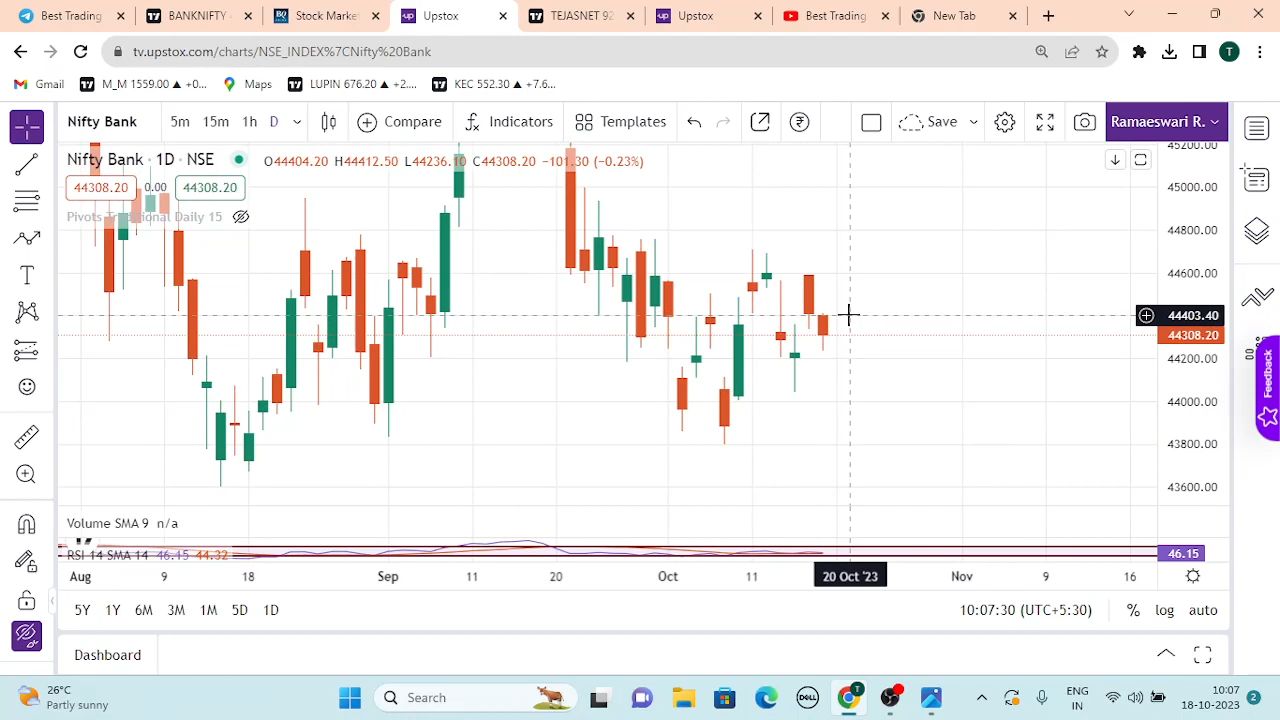 Best Trading
BANKNIFTY
Stock Marke
Upstox
TEJASNET 92
Upstox
Best Trading
New Tab
tv.upstox.com/charts/NSE_INDEX%7CNifty%20Bank
T
Gmail
M_M 1559.00 ▲ +0...
Maps
LUPIN 676.20 ▲ +2....
KEC 552.30 ▲ +7.6...
Nifty Bank
5m 15m 1h D
Compare
Indicators
Templates
Save
Ramaeswari R.
Nifty Bank · 1D · NSE
O44404.20 H44412.50 L44236.10 C44308.20 −101.30 (−0.23%)
44308.20 0.00 44308.20
Pivots Traditional Daily 15
45200.00
45000.00
44800.00
44600.00
44403.40
44308.20
44200.00
44000.00
43800.00
43600.00
Feedback
Volume SMA 9 n/a
RSI 14 SMA 14 46.15 44.32
46.15
Aug 9 18 Sep 11 20 Oct 11 20 Oct '23 Nov 9 16
5Y 1Y 6M 3M 1M 5D 1D
10:07:30 (UTC+5:30)
% log auto
Dashboard
26°C
Partly sunny
Search
DELL
T
ENG
IN
10:07
18-10-2023
2